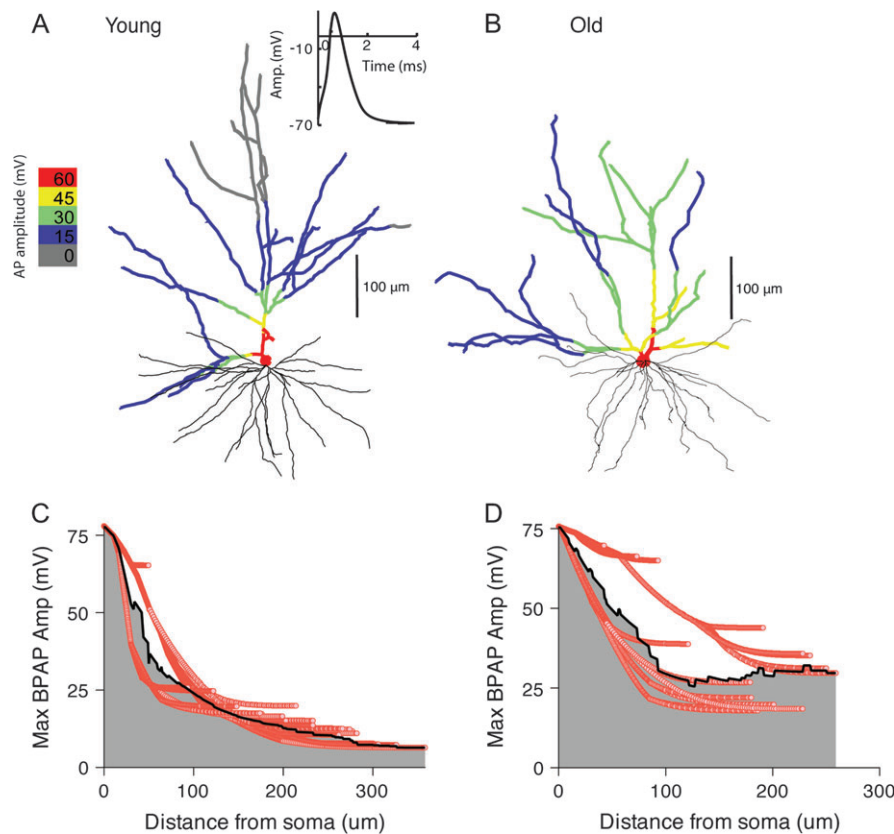 A Young
B Old
Amp. (mV)
-10
-70
0 2 4
Time (ms)
AP amplitude (mV)
60
45
30
15
0
100 µm
100 µm
C
Max BPAP Amp (mV)
75
50
25
0
0 100 200 300
Distance from soma (um)
D
Max BPAP Amp (mV)
75
50
25
0
0 100 200 300
Distance from soma (um)